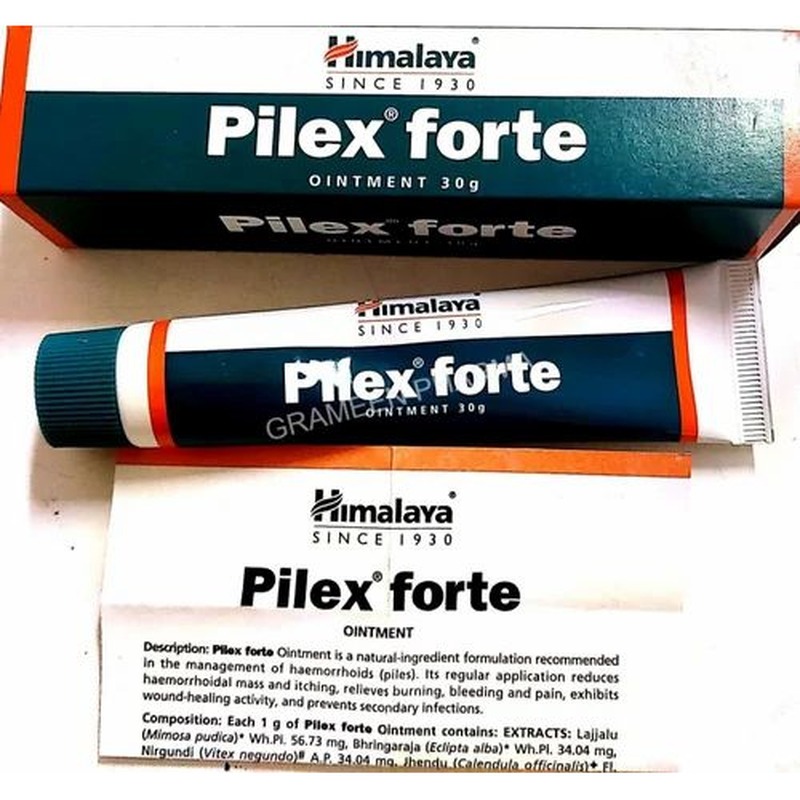 Himalaya®
SINCE 1930
Pilex® forte
OINTMENT 30g
Pilex® forte
Himalaya
SINCE 1930
Pilex® forte
OINTMENT 30g
Himalaya®
SINCE 1930
Pilex® forte
OINTMENT
Description: Pilex forte Ointment is a natural-ingredient formulation recommended
in the management of haemorrhoids (piles). Its regular application reduces
haemorrhoidal mass and itching, relieves burning, bleeding and pain, exhibits
wound-healing activity, and prevents secondary infections.
Composition: Each 1 g of Pilex forte Ointment contains: EXTRACTS: Lajjalu
(Mimosa pudica)* Wh.Pl. 56.73 mg, Bhringaraja (Eclipta alba)* Wh.Pl. 34.04 mg,
Nirgundi (Vitex negundo)# A.P. 34.04 mg, Jhendu (Calendula officinalis)✦ Fl.